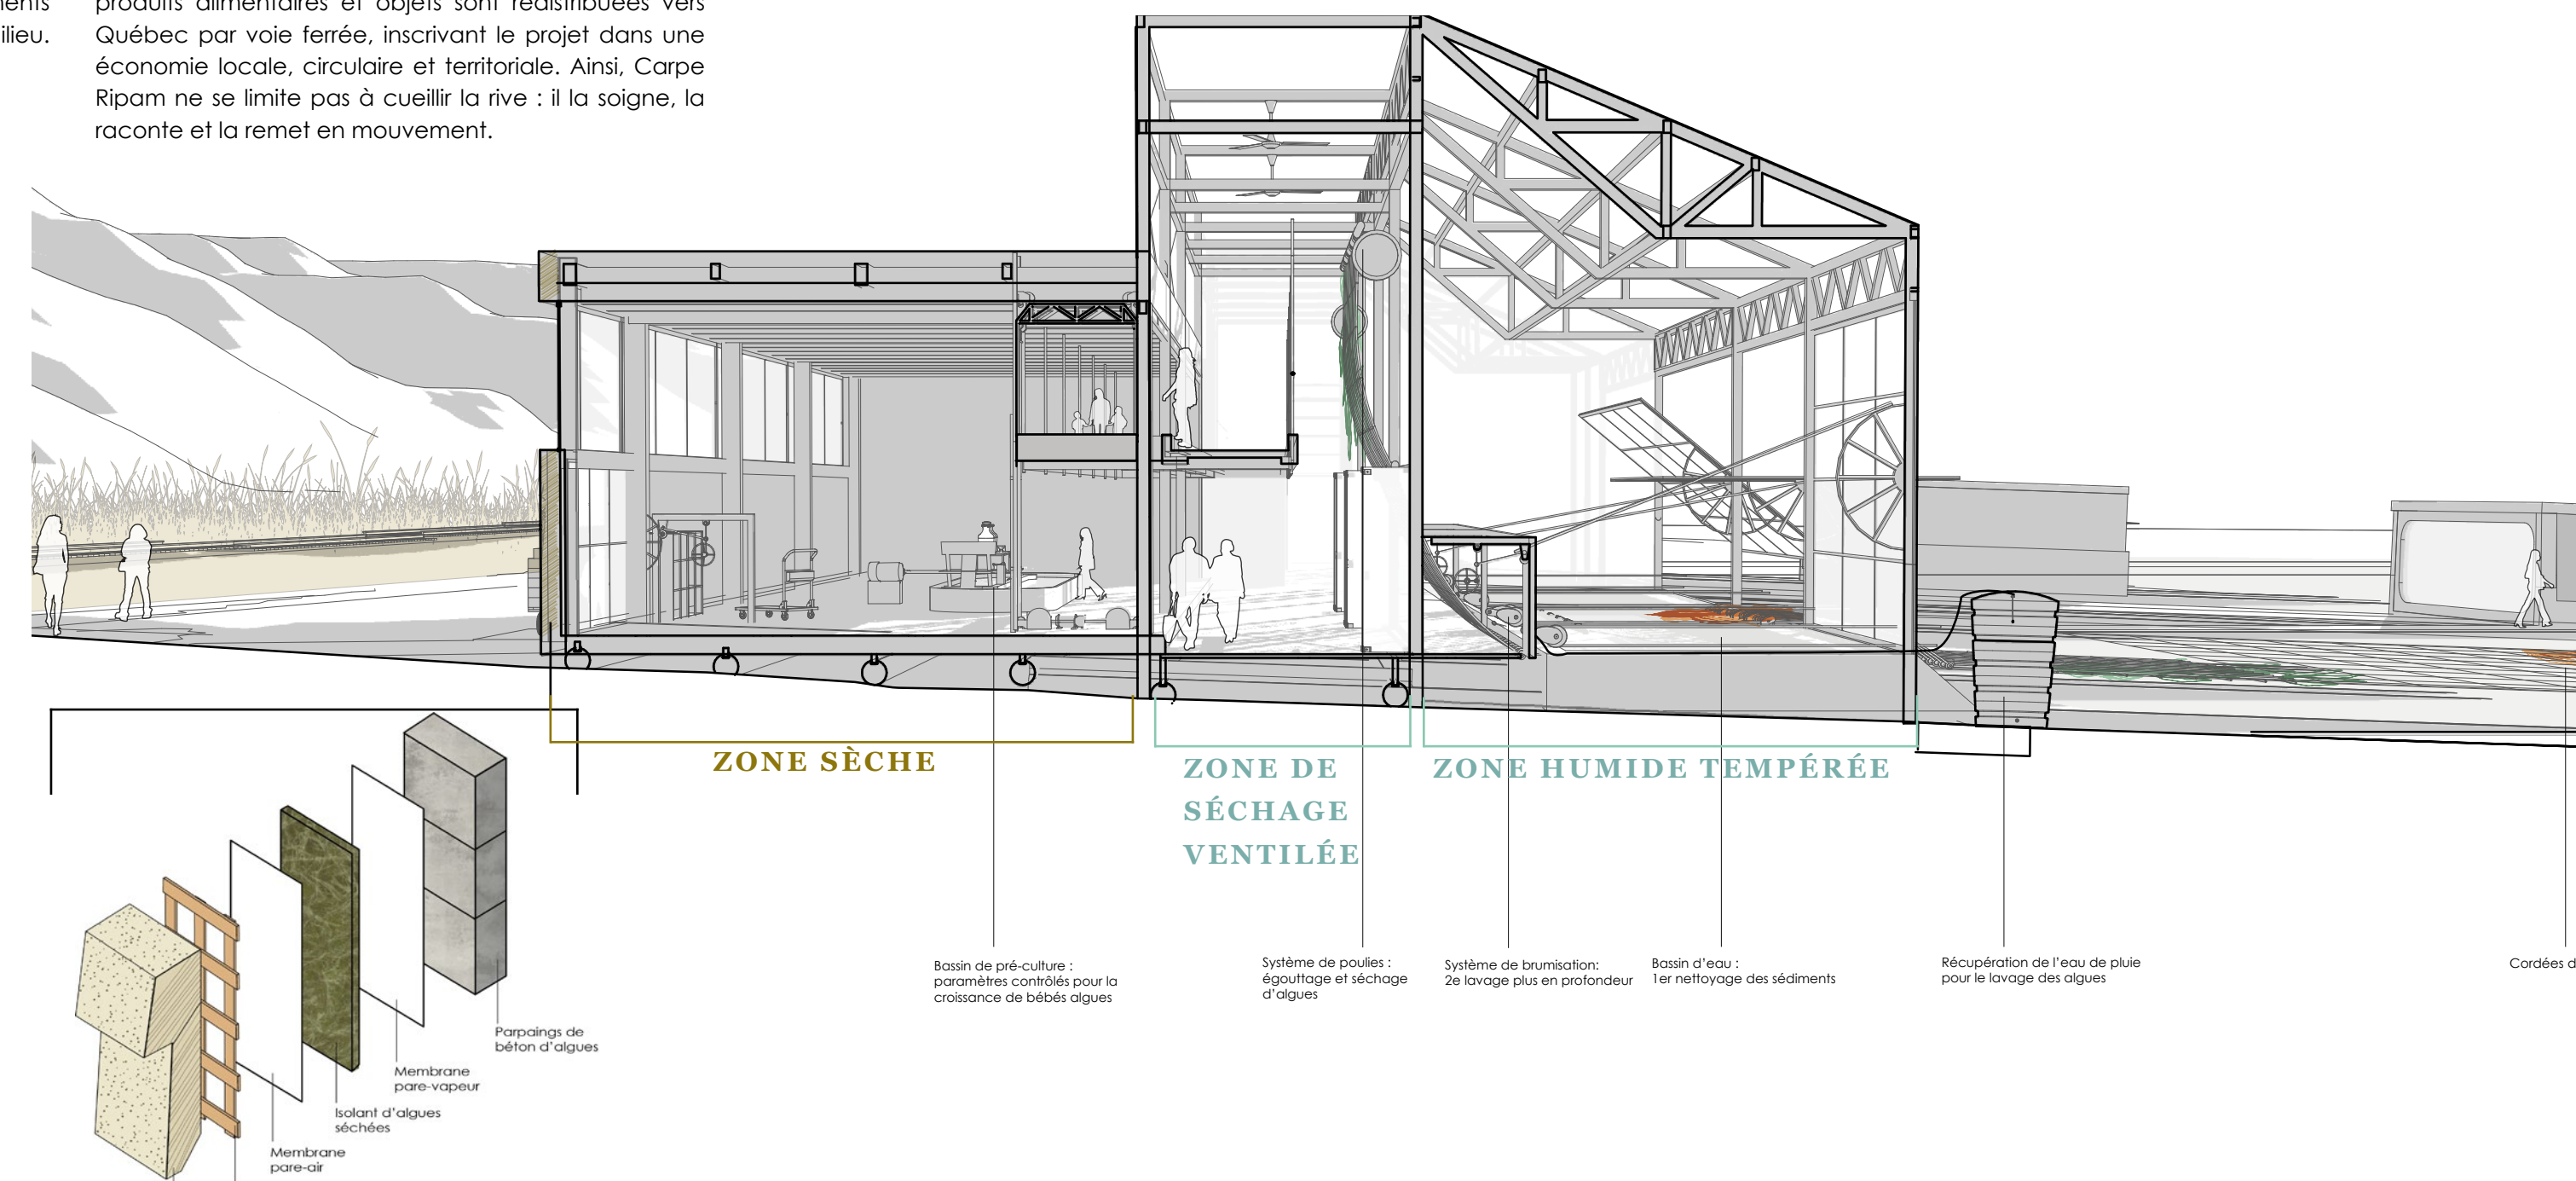 ilieu.
produits alimentaires et objets sont redistribuées vers
Québec par voie ferrée, inscrivant le projet dans une
économie locale, circulaire et territoriale. Ainsi, Carpe
Ripam ne se limite pas à cueillir la rive : il la soigne, la
raconte et la remet en mouvement.
ZONE SÈCHE
ZONE DE
SÉCHAGE
VENTILÉE
ZONE HUMIDE TEMPÉRÉE
Bassin de pré-culture :
paramètres contrôlés pour la
croissance de bébés algues
Système de poulies :
égouttage et séchage
d'algues
Système de brumisation:
2e lavage plus en profondeur
Bassin d'eau :
1er nettoyage des sédiments
Récupération de l'eau de pluie
pour le lavage des algues
Cordées d
Parpaings de
béton d'algues
Membrane
pare-vapeur
Isolant d'algues
séchées
Membrane
pare-air